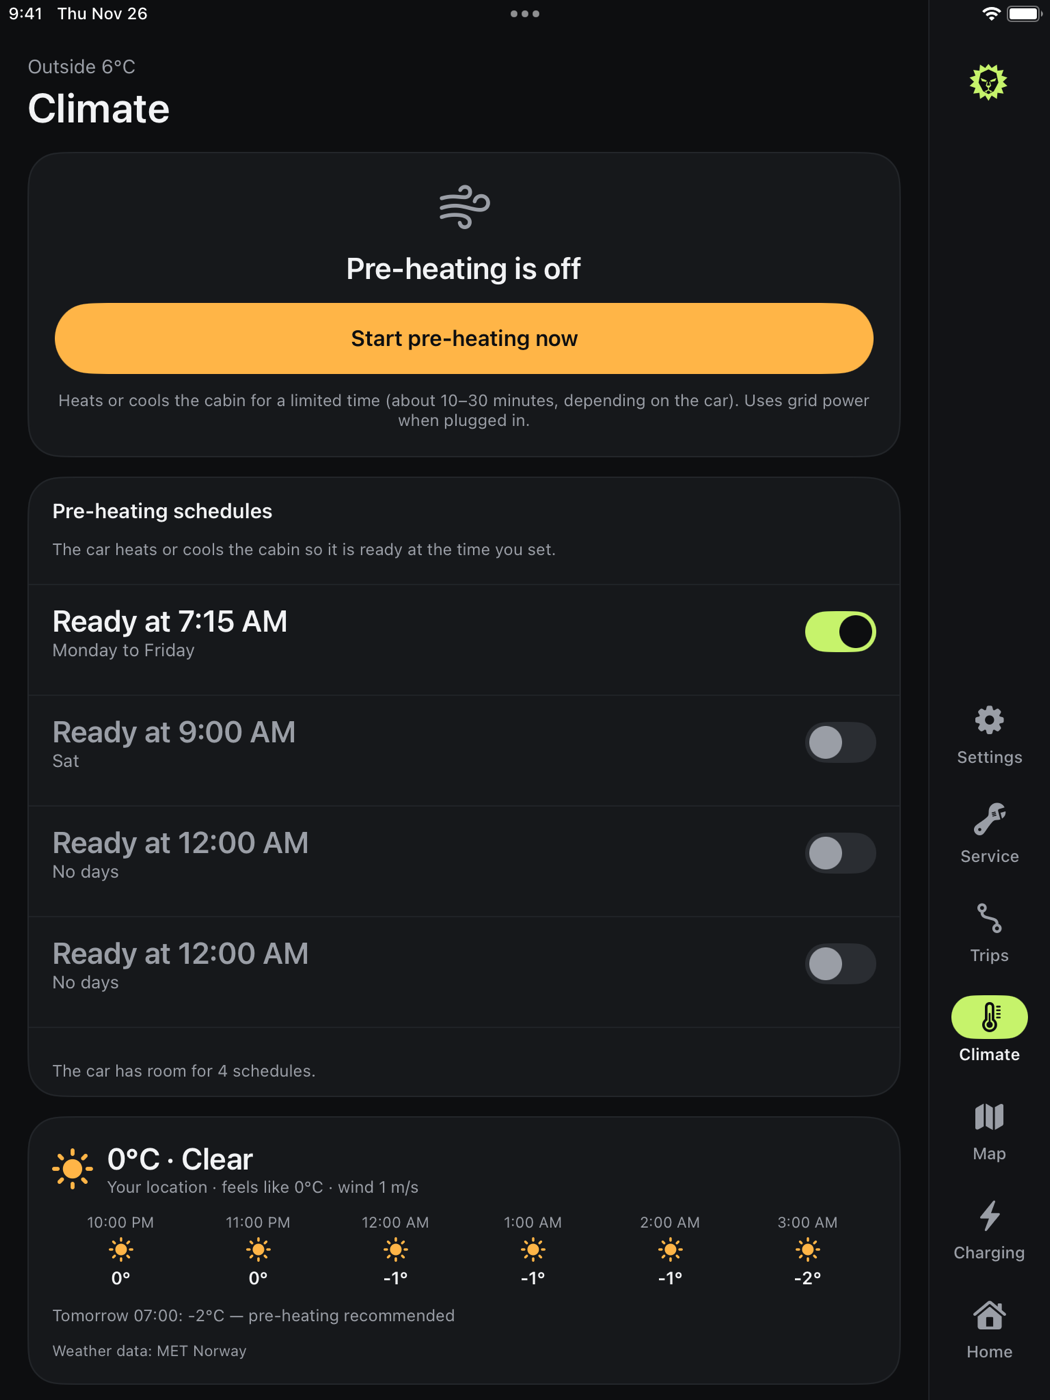 9:41 Thu Nov 26
Outside 6°C
Climate
Pre-heating is off
Start pre-heating now
Heats or cools the cabin for a limited time (about 10–30 minutes, depending on the car). Uses grid power
when plugged in.
Pre-heating schedules
The car heats or cools the cabin so it is ready at the time you set.
Ready at 7:15 AM
Monday to Friday
Ready at 9:00 AM
Sat
Ready at 12:00 AM
No days
Ready at 12:00 AM
No days
The car has room for 4 schedules.
0°C · Clear
Your location · feels like 0°C · wind 1 m/s
10:00 PM 11:00 PM 12:00 AM 1:00 AM 2:00 AM 3:00 AM
0° 0° -1° -1° -1° -2°
Tomorrow 07:00: -2°C — pre-heating recommended
Weather data: MET Norway
Settings
Service
Trips
Climate
Map
Charging
Home